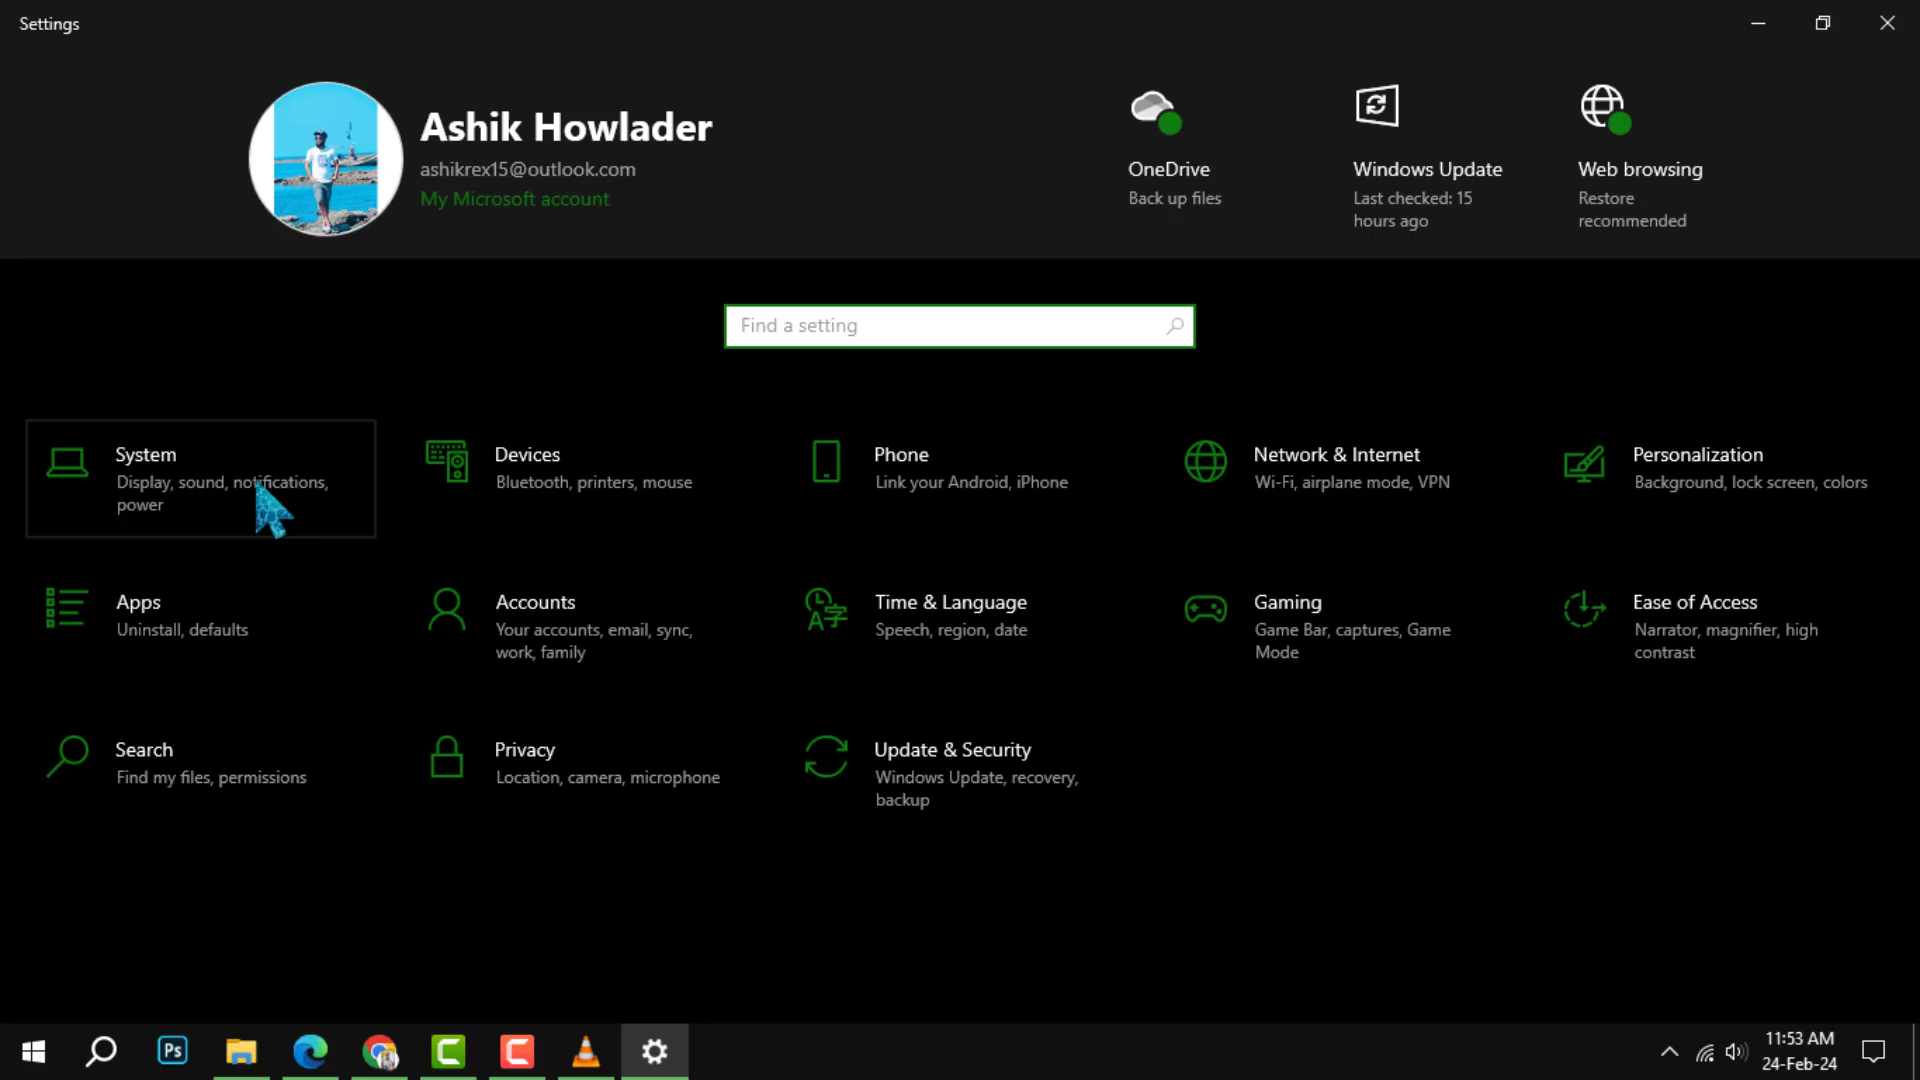 Settings
Ashik Howlader
ashikrex15@outlook.com
My Microsoft account
OneDrive
Back up files
Windows Update
Last checked: 15
hours ago
Web browsing
Restore
recommended
Find a setting
System
Display, sound, notifications,
power
Devices
Bluetooth, printers, mouse
Phone
Link your Android, iPhone
Network & Internet
Wi-Fi, airplane mode, VPN
Personalization
Background, lock screen, colors
Apps
Uninstall, defaults
Accounts
Your accounts, email, sync,
work, family
Time & Language
Speech, region, date
Gaming
Game Bar, captures, Game
Mode
Ease of Access
Narrator, magnifier, high
contrast
Search
Find my files, permissions
Privacy
Location, camera, microphone
Update & Security
Windows Update, recovery,
backup
Ps
11:53 AM
24-Feb-24